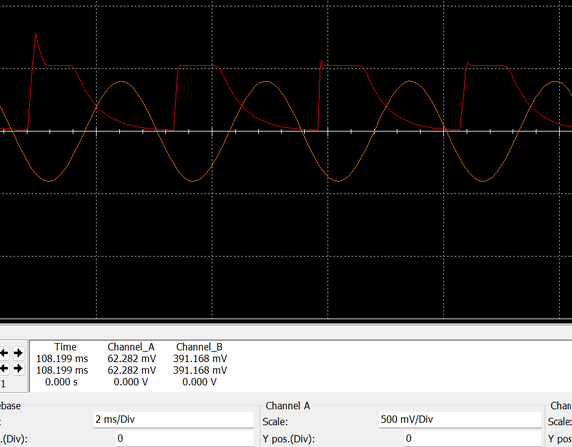 Time Channel_A Channel_B
108.199 ms 62.282 mV 391.168 mV
108.199 ms 62.282 mV 391.168 mV
0.000 s 0.000 V 0.000 V
1
ebase Channel A Chan
: 2 ms/Div Scale: 500 mV/Div Scale:
.(Div): 0 Y pos.(Div): 0 Y pos